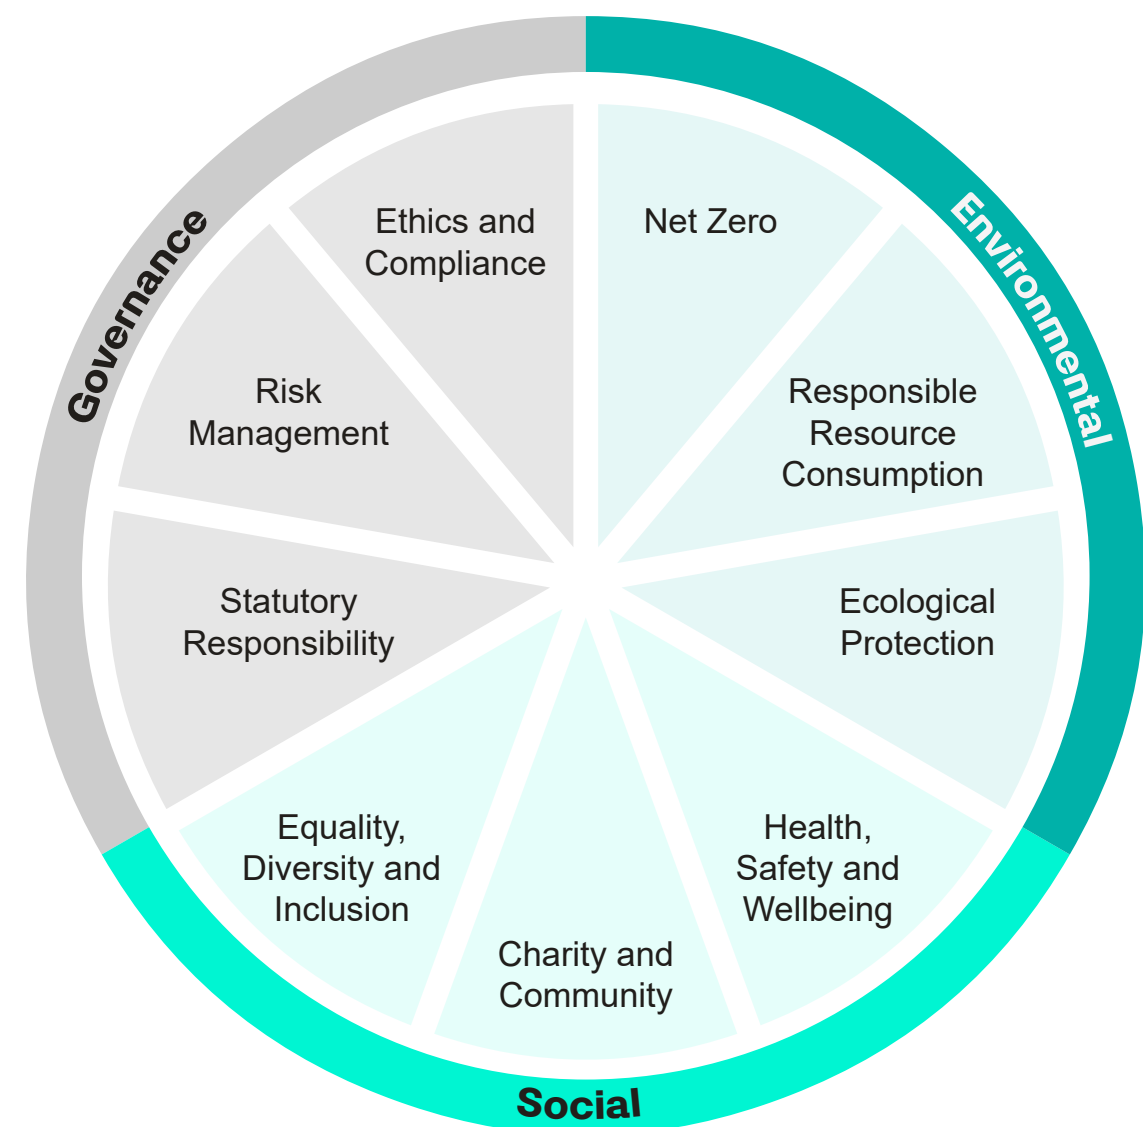 Environmental
Net Zero
Responsible
Resource
Consumption
Ecological
Protection
Social
Health,
Safety and
Wellbeing
Charity and
Community
Equality,
Diversity and
Inclusion
Governance
Statutory
Responsibility
Risk
Management
Ethics and
Compliance